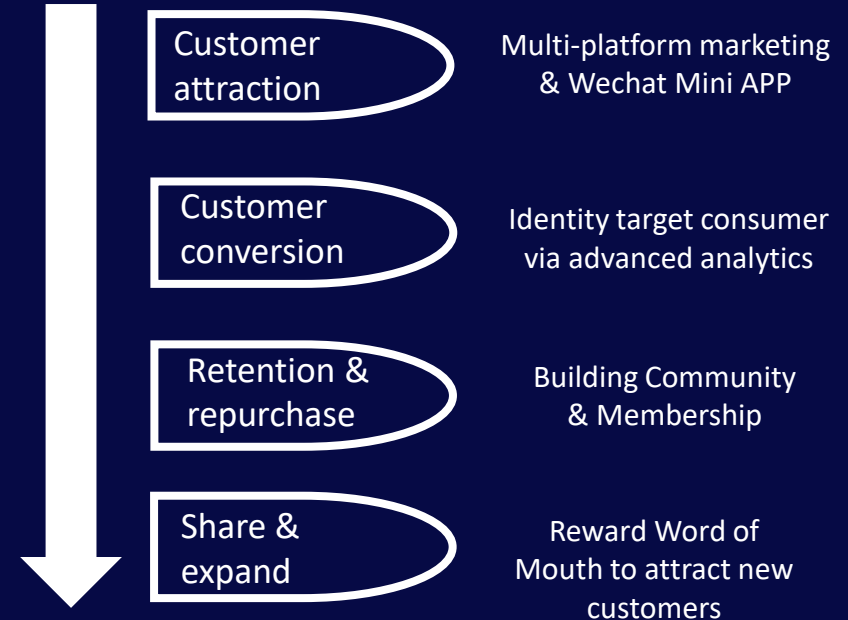 Customer
attraction
Multi-platform marketing
& Wechat Mini APP
Customer
conversion
Identity target consumer
via advanced analytics
Retention &
repurchase
Building Community
& Membership
Share &
expand
Reward Word of
Mouth to attract new
customers